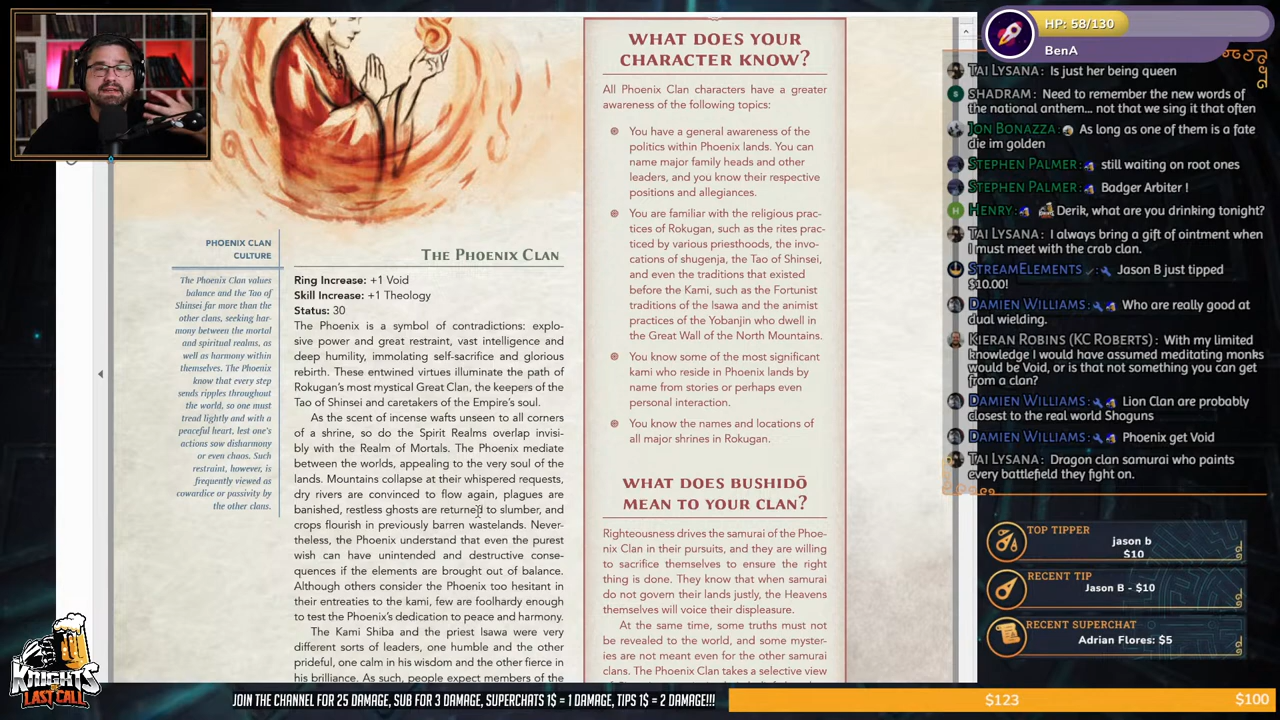 PHOENIX CLAN
CULTURE
The Phoenix Clan values
balance and the Tao of
Shinsei far more than the
other clans, seeking har-
mony between the mortal
and spiritual realms, as
well as harmony within
themselves. The Phoenix
know that every step
sends ripples throughout
the world, so one must
tread lightly and with a
peaceful heart, lest one's
actions sow disharmony
or even chaos. Such
restraint, however, is
frequently viewed as
cowardice or passivity by
the other clans.
THE PHOENIX CLAN
Ring Increase: +1 Void
Skill Increase: +1 Theology
Status: 30
The Phoenix is a symbol of contradictions: explo-
sive power and great restraint, vast intelligence and
deep humility, immolating self-sacrifice and glorious
rebirth. These entwined virtues illuminate the path of
Rokugan's most mystical Great Clan, the keepers of the
Tao of Shinsei and caretakers of the Empire's soul.
As the scent of incense wafts unseen to all corners
of a shrine, so do the Spirit Realms overlap invisi-
bly with the Realm of Mortals. The Phoenix mediate
between the worlds, appealing to the very soul of the
lands. Mountains collapse at their whispered requests,
dry rivers are convinced to flow again, plagues are
banished, restless ghosts are returned to slumber, and
crops flourish in previously barren wastelands. Never-
theless, the Phoenix understand that even the purest
wish can have unintended and destructive conse-
quences if the elements are brought out of balance.
Although others consider the Phoenix too hesitant in
their entreaties to the kami, few are foolhardy enough
to test the Phoenix's dedication to peace and harmony.
The Kami Shiba and the priest Isawa were very
different sorts of leaders, one humble and the other
prideful, one calm in his wisdom and the other fierce in
his brilliance. As such, people expect members of the
WHAT DOES YOUR
CHARACTER KNOW?
All Phoenix Clan characters have a greater
awareness of the following topics:
You have a general awareness of the
politics within Phoenix lands. You can
name major family heads and other
leaders, and you know their respective
positions and allegiances.
You are familiar with the religious prac-
tices of Rokugan, such as the rites prac-
ticed by various priesthoods, the invo-
cations of shugenja, the Tao of Shinsei,
and even the traditions that existed
before the Kami, such as the Fortunist
traditions of the Isawa and the animist
practices of the Yobanjin who dwell in
the Great Wall of the North Mountains.
You know some of the most significant
kami who reside in Phoenix lands by
name from stories or perhaps even
personal interaction.
You know the names and locations of
all major shrines in Rokugan.
WHAT DOES BUSHIDŌ
MEAN TO YOUR CLAN?
Righteousness drives the samurai of the Phoe-
nix Clan in their pursuits, and they are willing
to sacrifice themselves to ensure the right
thing is done. They know that when samurai
do not govern their lands justly, the Heavens
themselves will voice their displeasure.
At the same time, some truths must not
be revealed to the world, and some myster-
ies are not meant even for the other samurai
clans. The Phoenix Clan takes a selective view
HP: 58/130
BenA
TAI LYSANA: Is just her being queen
S SHADRAM: Need to remember the new words of
the national anthem... not that we sing it that often
JON BONAZZA: As long as one of them is a fate
die im golden
STEPHEN PALMER: still waiting on root ones
STEPHEN PALMER: Badger Arbiter !
H HENRY: Derik, what are you drinking tonight?
TAI LYSANA: I always bring a gift of ointment when
I must meet with the crab clan.
STREAMELEMENTS: Jason B just tipped
$10.00!
DAMIEN WILLIAMS: Who are really good at
dual wielding.
KIERAN ROBINS (KC ROBERTS): With my limited
knowledge I would have assumed meditating monks
would be Void, or is that not something you can get
from a clan?
DAMIEN WILLIAMS: Lion Clan are probably
closest to the real world Shoguns
DAMIEN WILLIAMS: Phoenix get Void
TAI LYSANA: Dragon clan samurai who paints
every battlefield they fight on.
TOP TIPPER
jason b
$10
RECENT TIP
Jason B - $10
RECENT SUPERCHAT
Adrian Flores: $5
KNIGHTS
LAST CALL
JOIN THE CHANNEL FOR 25 DAMAGE, SUB FOR 3 DAMAGE, SUPERCHATS 1$ = 1 DAMAGE, TIPS 1$ = 2 DAMAGE!!!
$123
$100